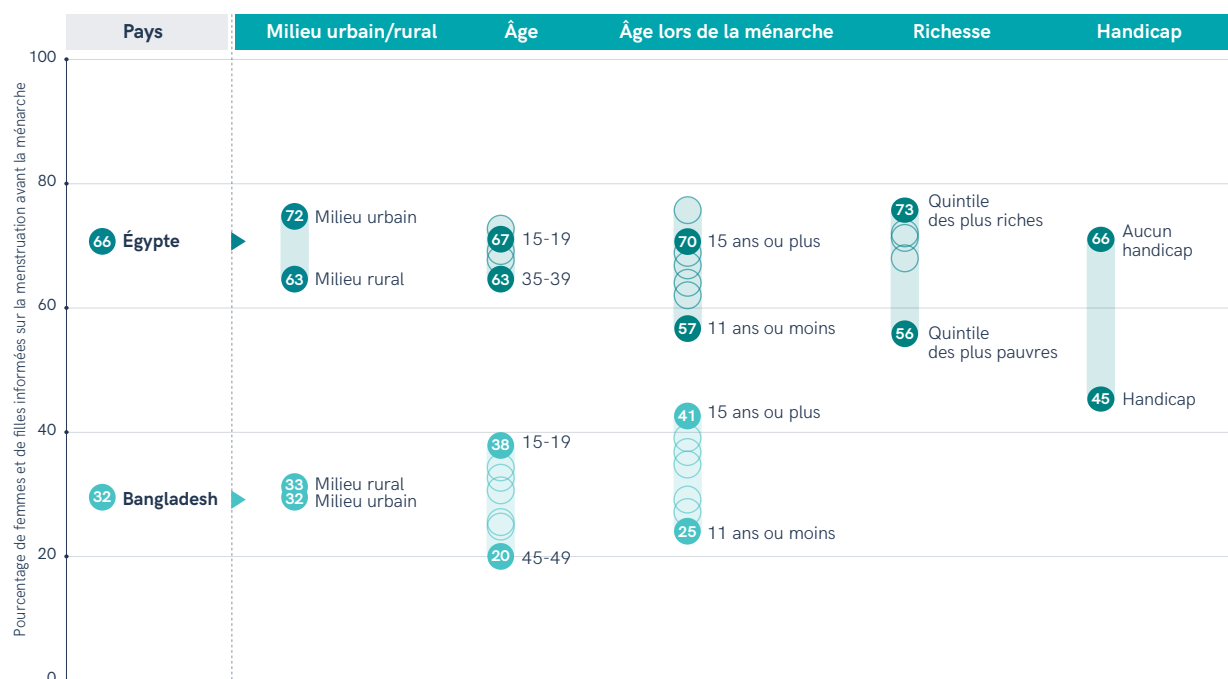 Pays
Milieu urbain/rural
Âge
Âge lors de la ménarche
Richesse
Handicap
Pourcentage de femmes et de filles informées sur la menstruation avant la ménarche
100
80
60
40
20
0
66 Égypte
72 Milieu urbain
63 Milieu rural
67 15-19
63 35-39
70 15 ans ou plus
57 11 ans ou moins
73 Quintile
des plus riches
56 Quintile
des plus pauvres
66 Aucun
handicap
45 Handicap
32 Bangladesh
33 Milieu rural
32 Milieu urbain
38 15-19
20 45-49
41 15 ans ou plus
25 11 ans ou moins